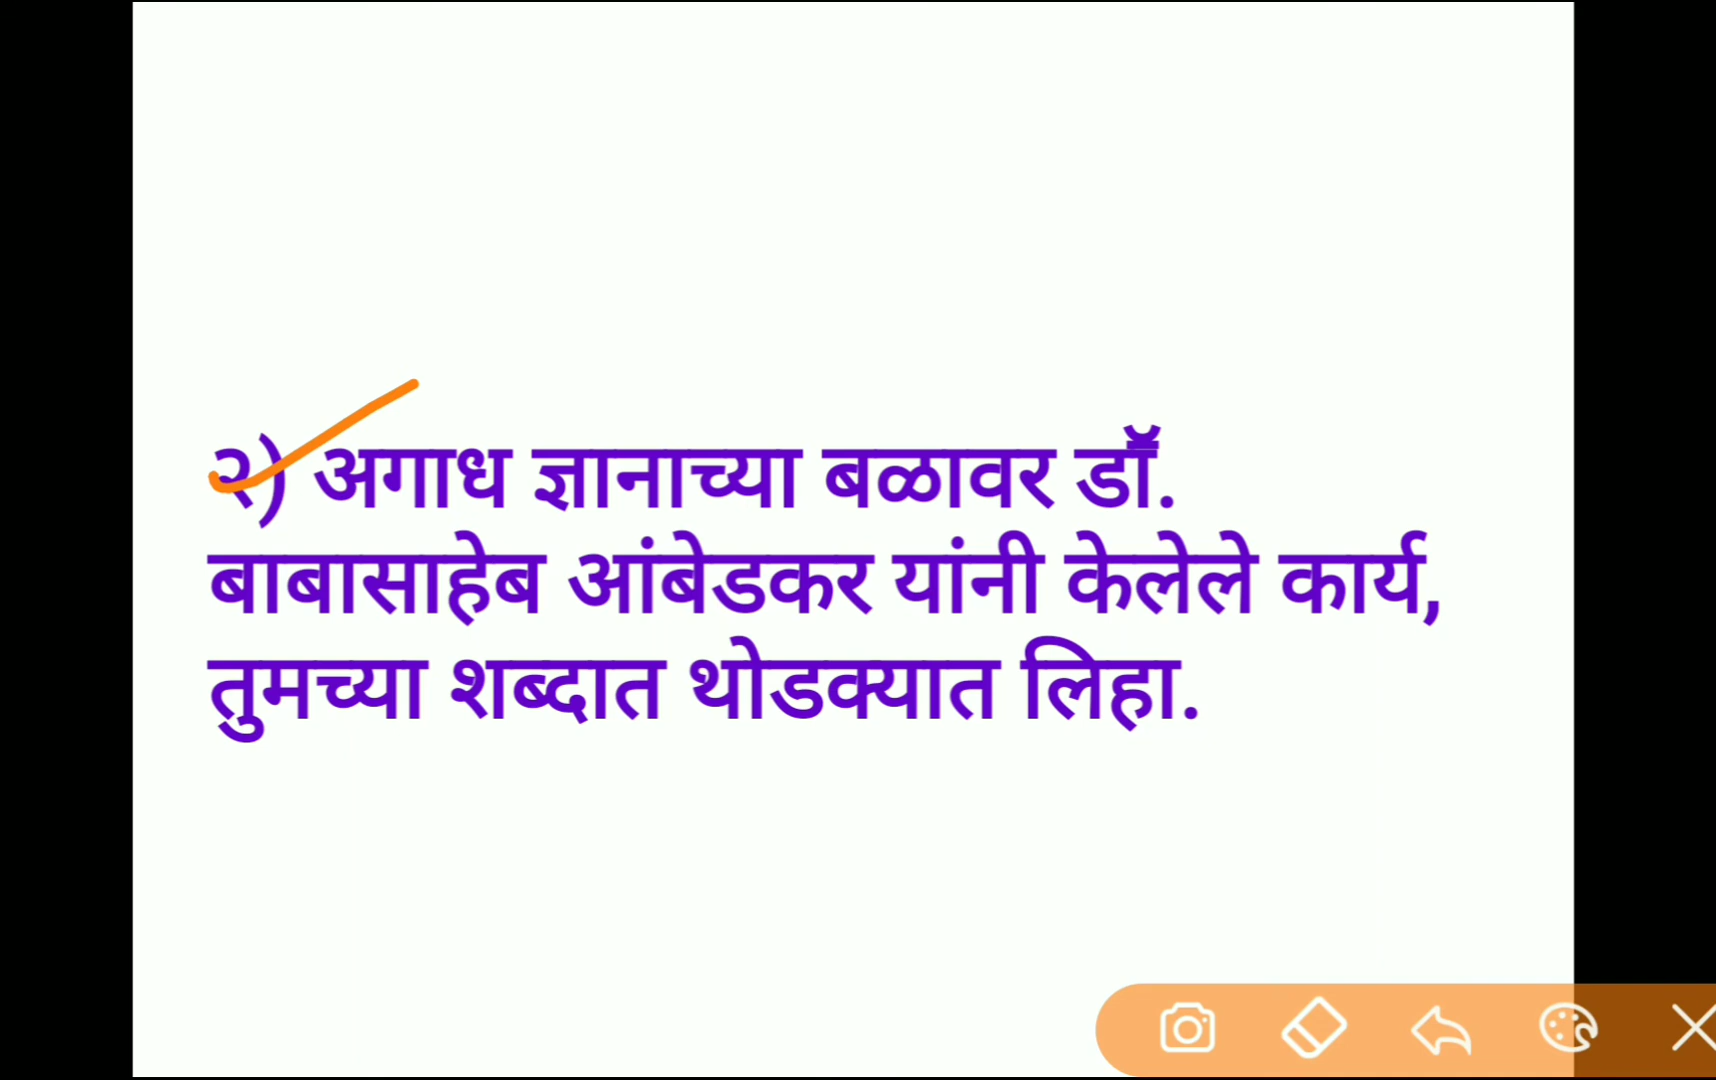 २) अगाध ज्ञानाच्या बळावर डॉ.
बाबासाहेब आंबेडकर यांनी केलेले कार्य,
तुमच्या शब्दात थोडक्यात लिहा.